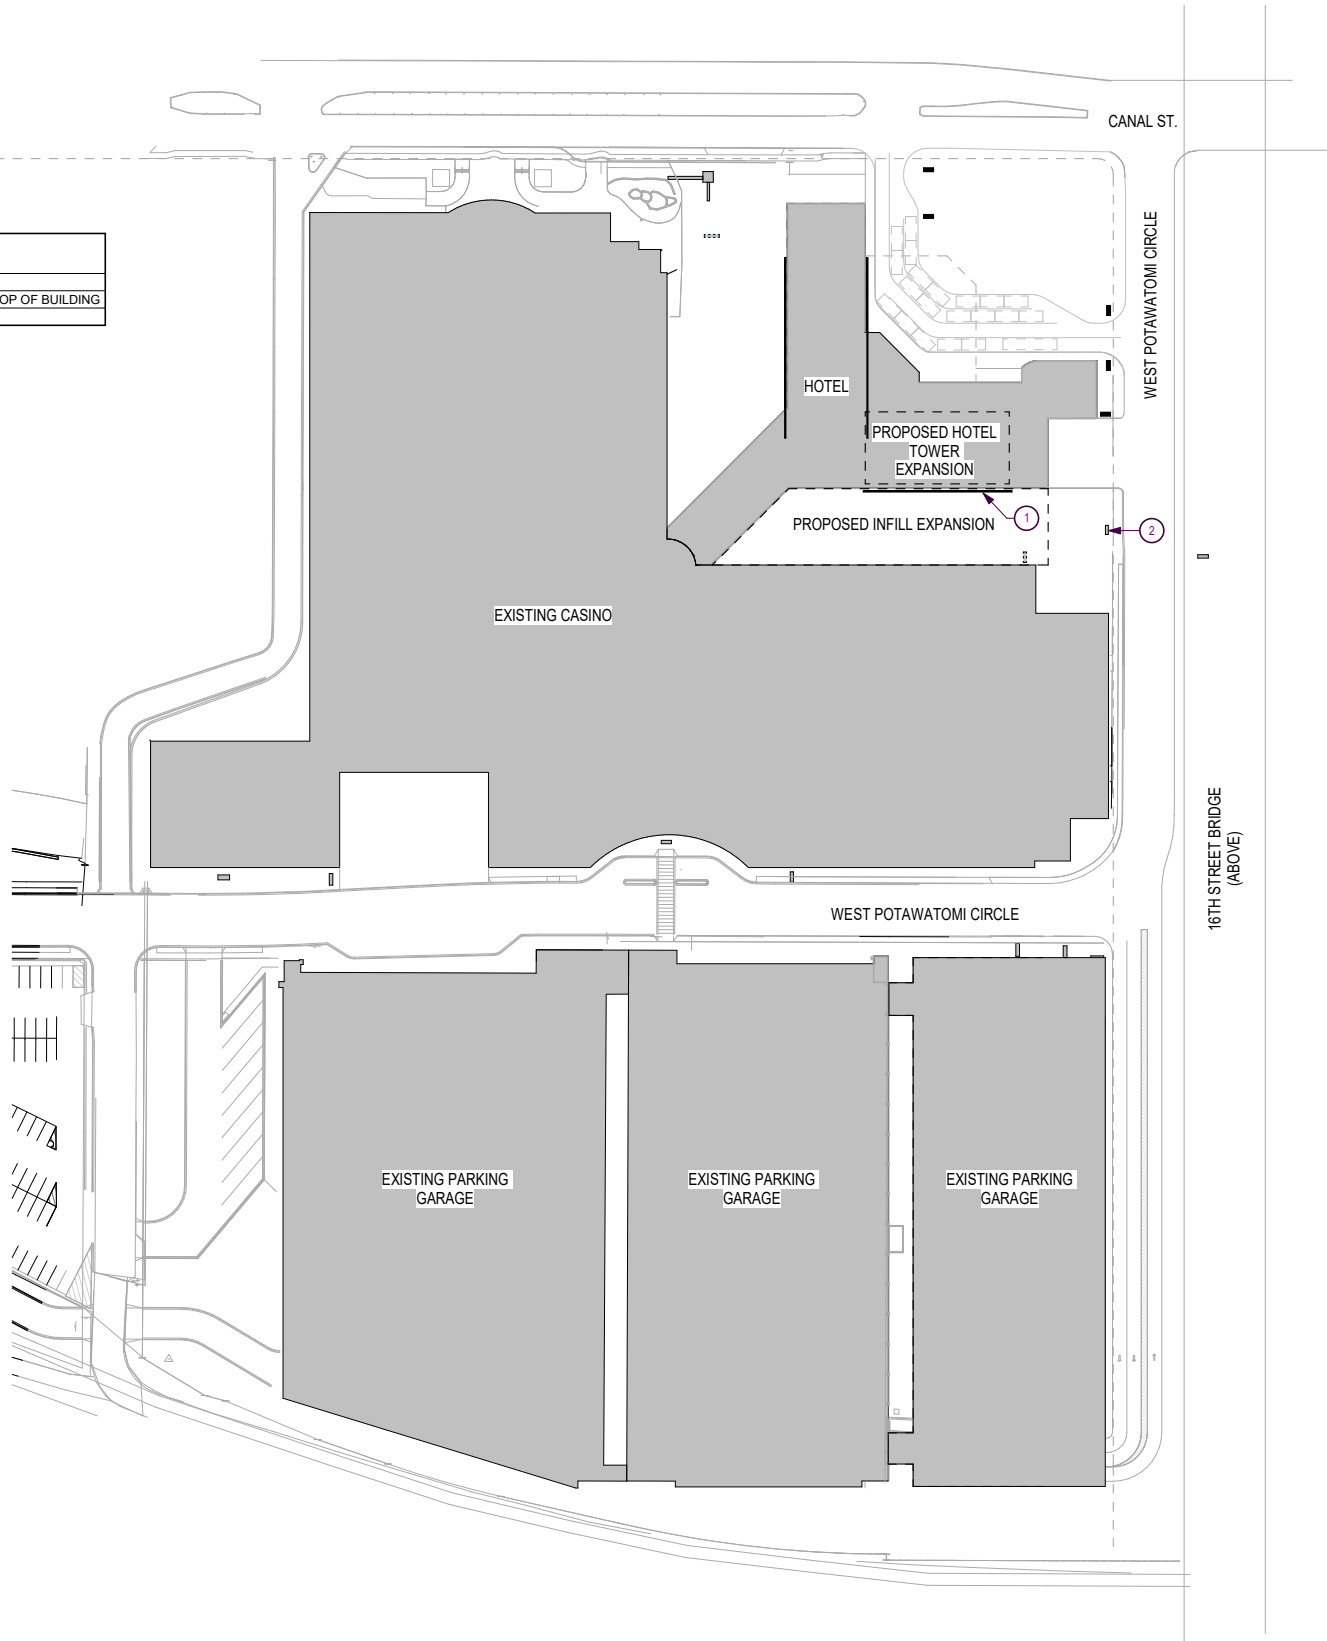 CANAL ST.
WEST POTAWATOMI CIRCLE
OP OF BUILDING
HOTEL
PROPOSED HOTEL
TOWER
EXPANSION
PROPOSED INFILL EXPANSION
1
2
EXISTING CASINO
16TH STREET BRIDGE
(ABOVE)
WEST POTAWATOMI CIRCLE
EXISTING PARKING
GARAGE
EXISTING PARKING
GARAGE
EXISTING PARKING
GARAGE